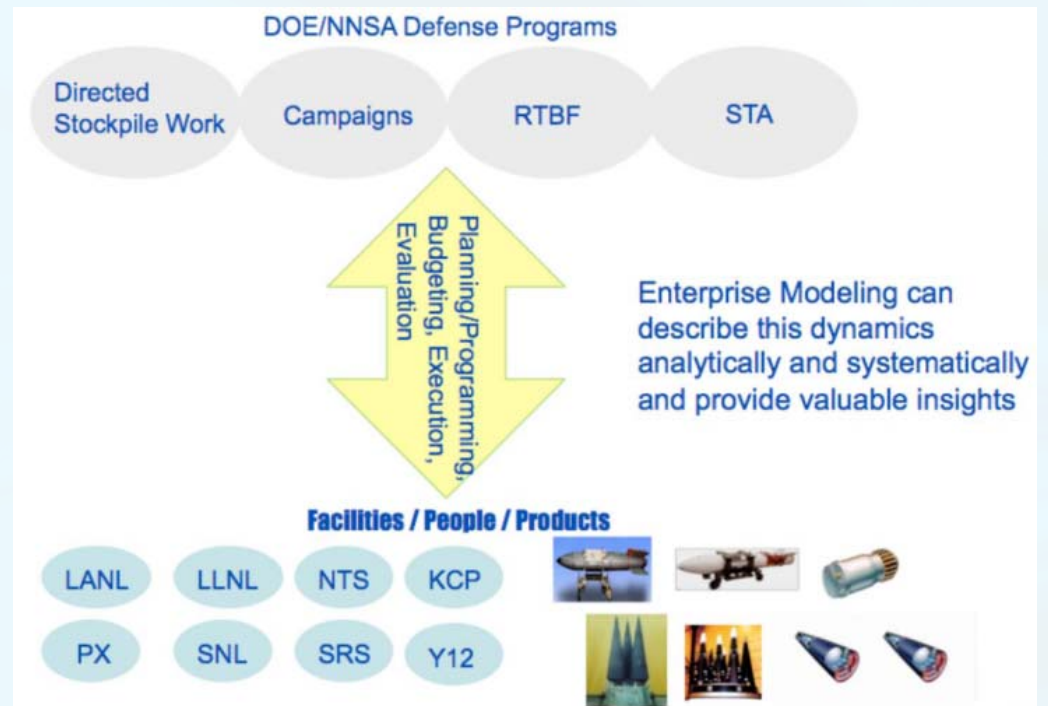 DOE/NNSA Defense Programs
Directed
Stockpile Work
Campaigns
RTBF
STA
Planning/Programming,
Budgeting, Execution,
Evaluation
Enterprise Modeling can
describe this dynamics
analytically and systematically
and provide valuable insights
Facilities / People / Products
LANL
LLNL
NTS
KCP
PX
SNL
SRS
Y12